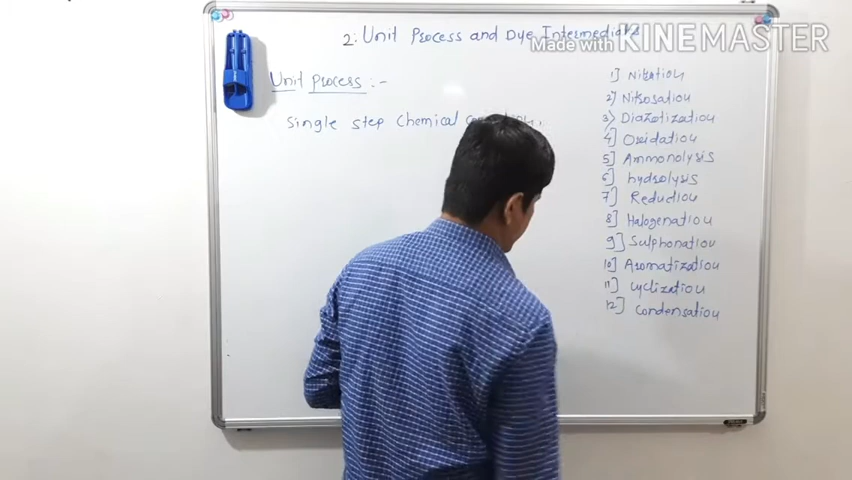 2. Unit Process and Dye Intermediate
Made with KINEMASTER
Unit Process :-
Single step Chemical
1] Nitration
2) Nitrosation
3) Diazotization
4] Oxidation
5] Ammonolysis
6] hydrolysis
7] Reduction
8] Halogenation
9] Sulphonation
10] Aromatization
11] Cyclization
12] Condensation